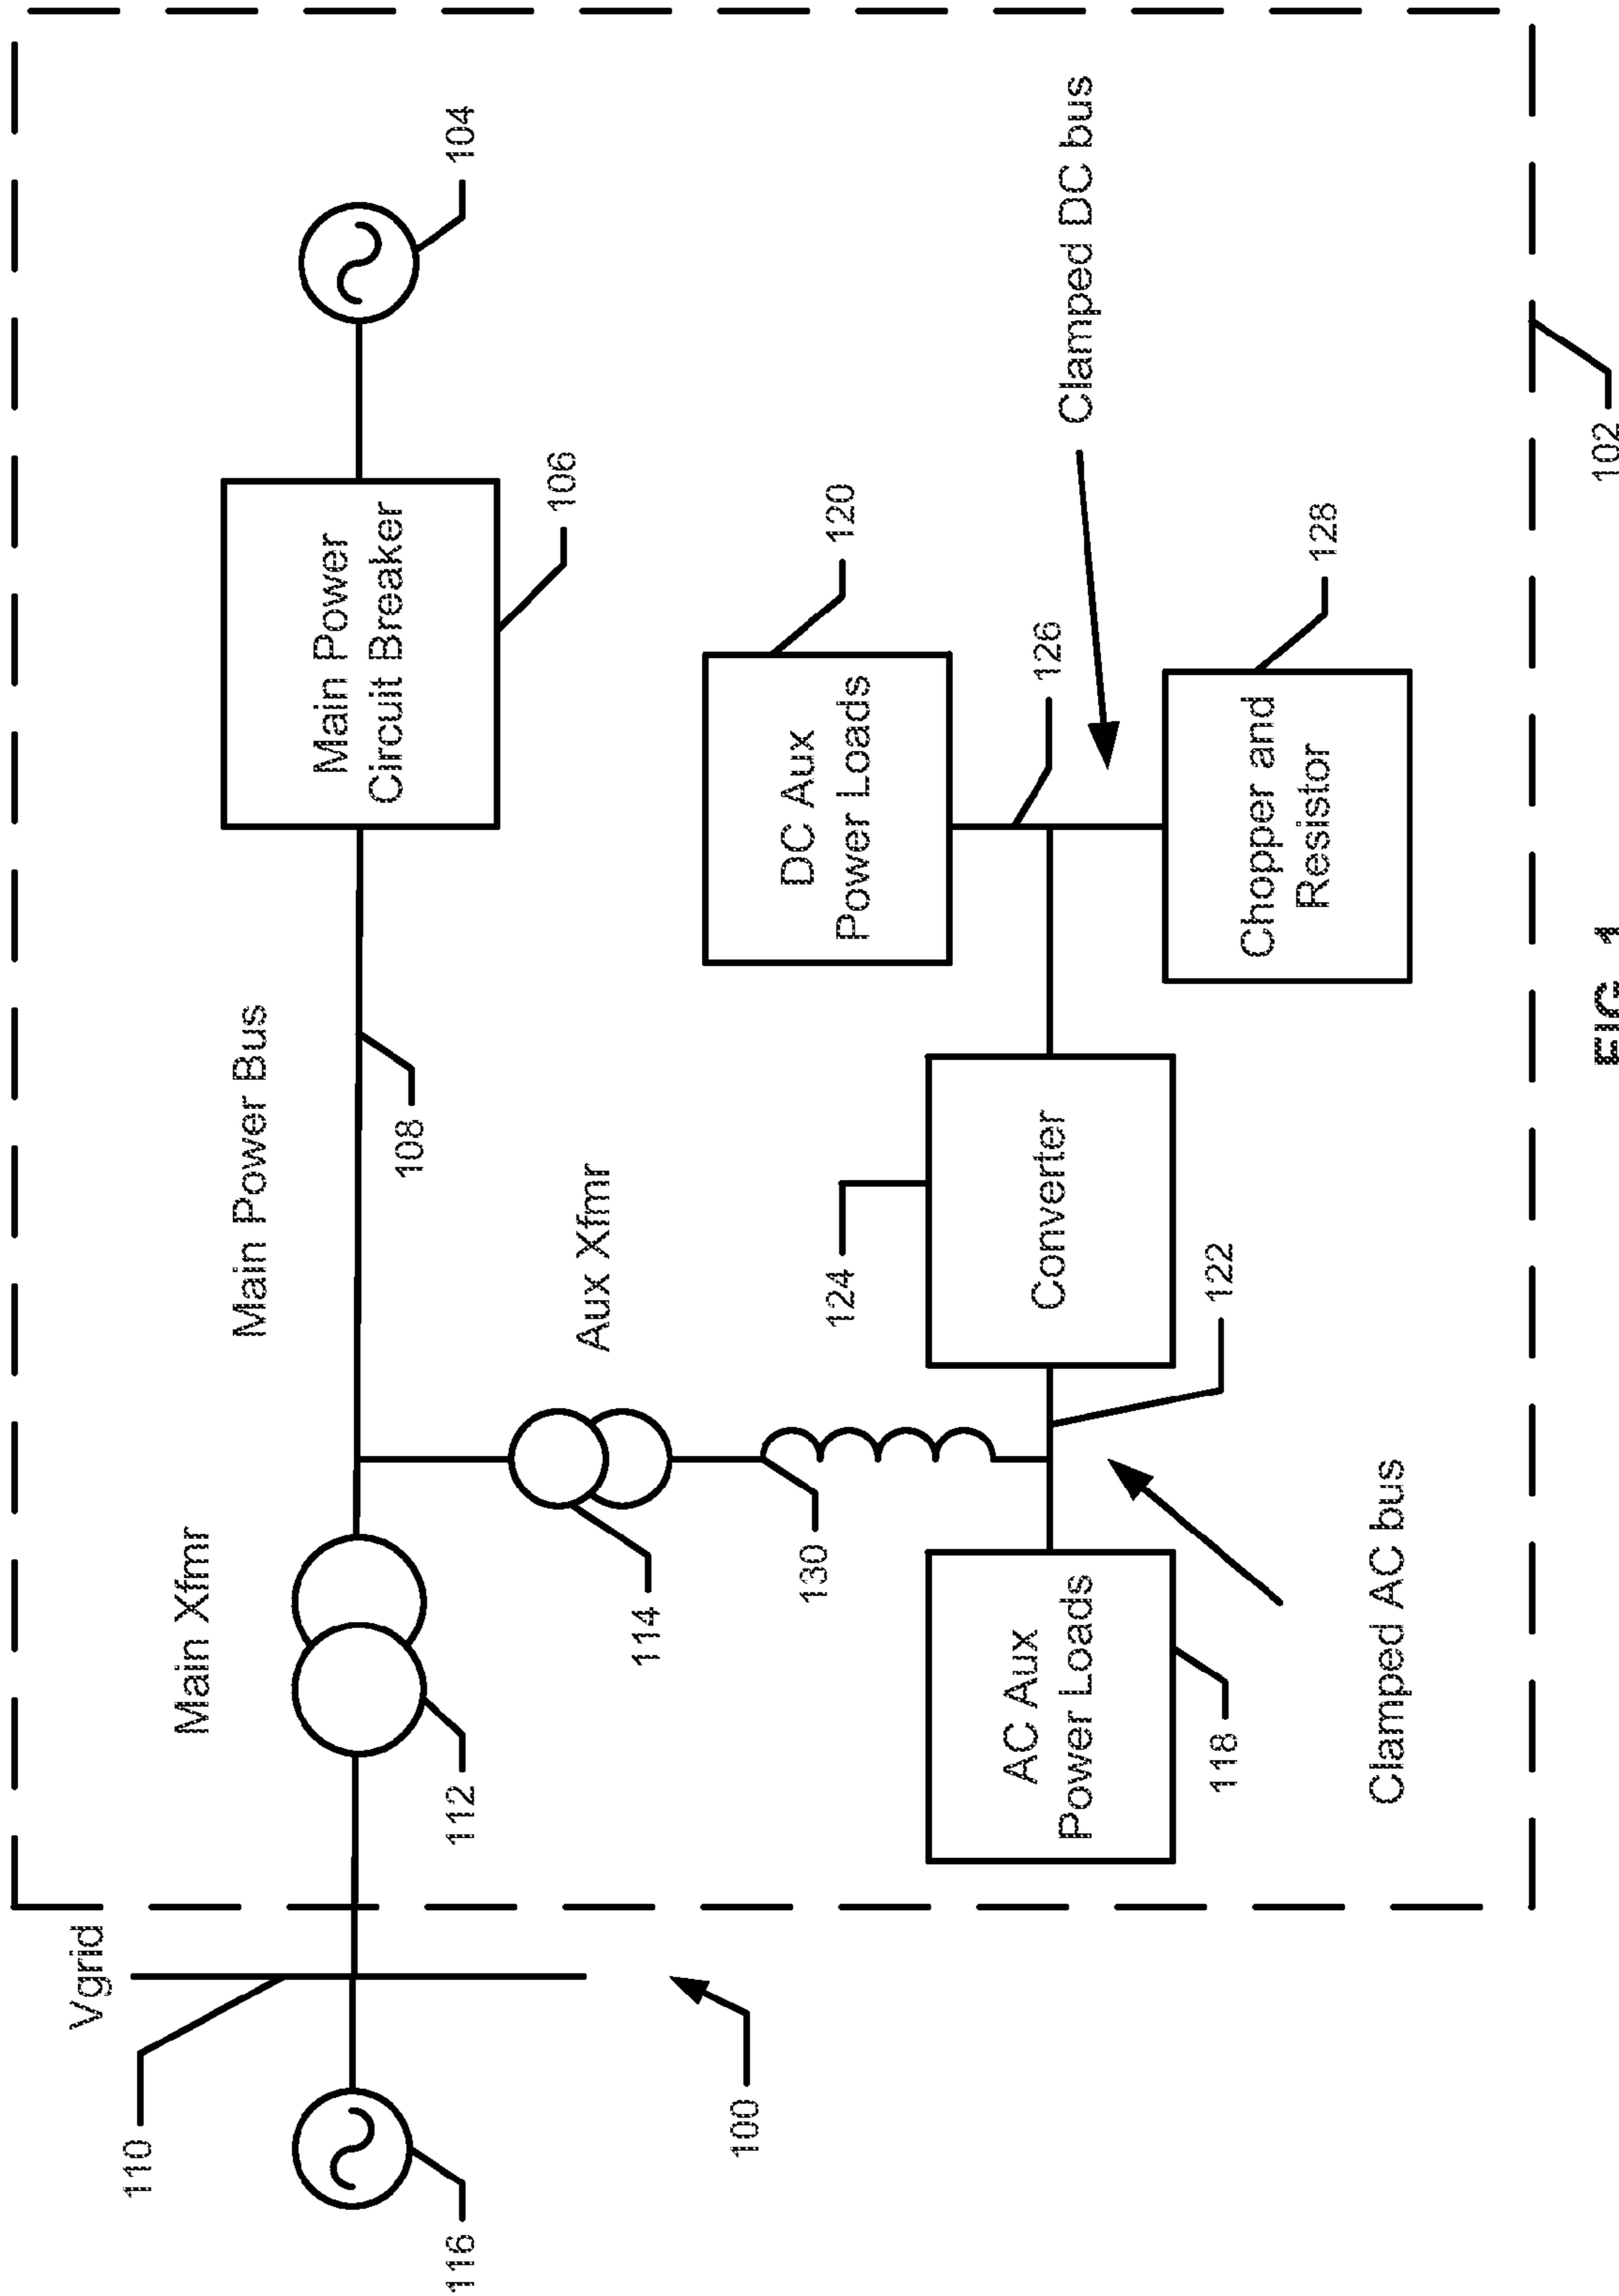 Vgrid
110
116
100
Main Xfmr
112
Main Power Bus
108
Main Power
Circuit Breaker
106
104
Aux Xfmr
114
130
AC Aux
Power Loads
118
Clamped AC bus
122
Converter
124
DC Aux
Power Loads
120
126
Clamped DC bus
Chopper and
Resistor
128
102
FIG. 1